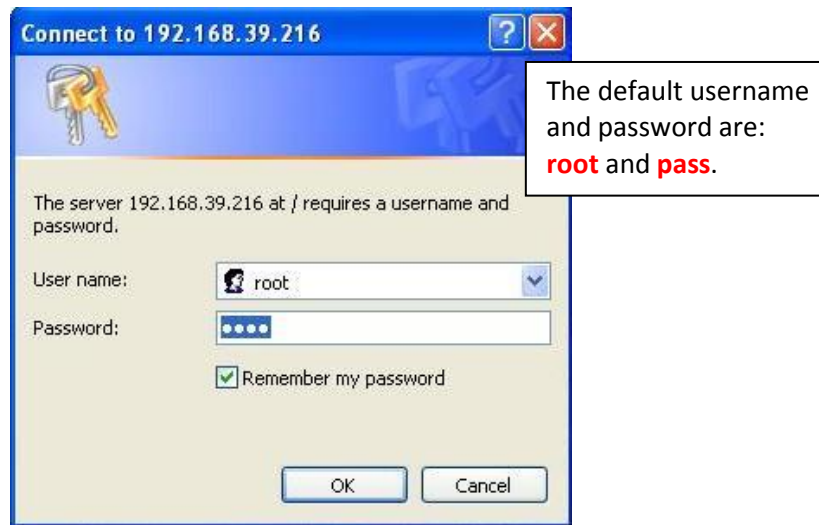 Connect to 192.168.39.216
The default username
and password are:
root and pass.
The server 192.168.39.216 at / requires a username and
password.
User name:
root
Password:
Remember my password
OK
Cancel